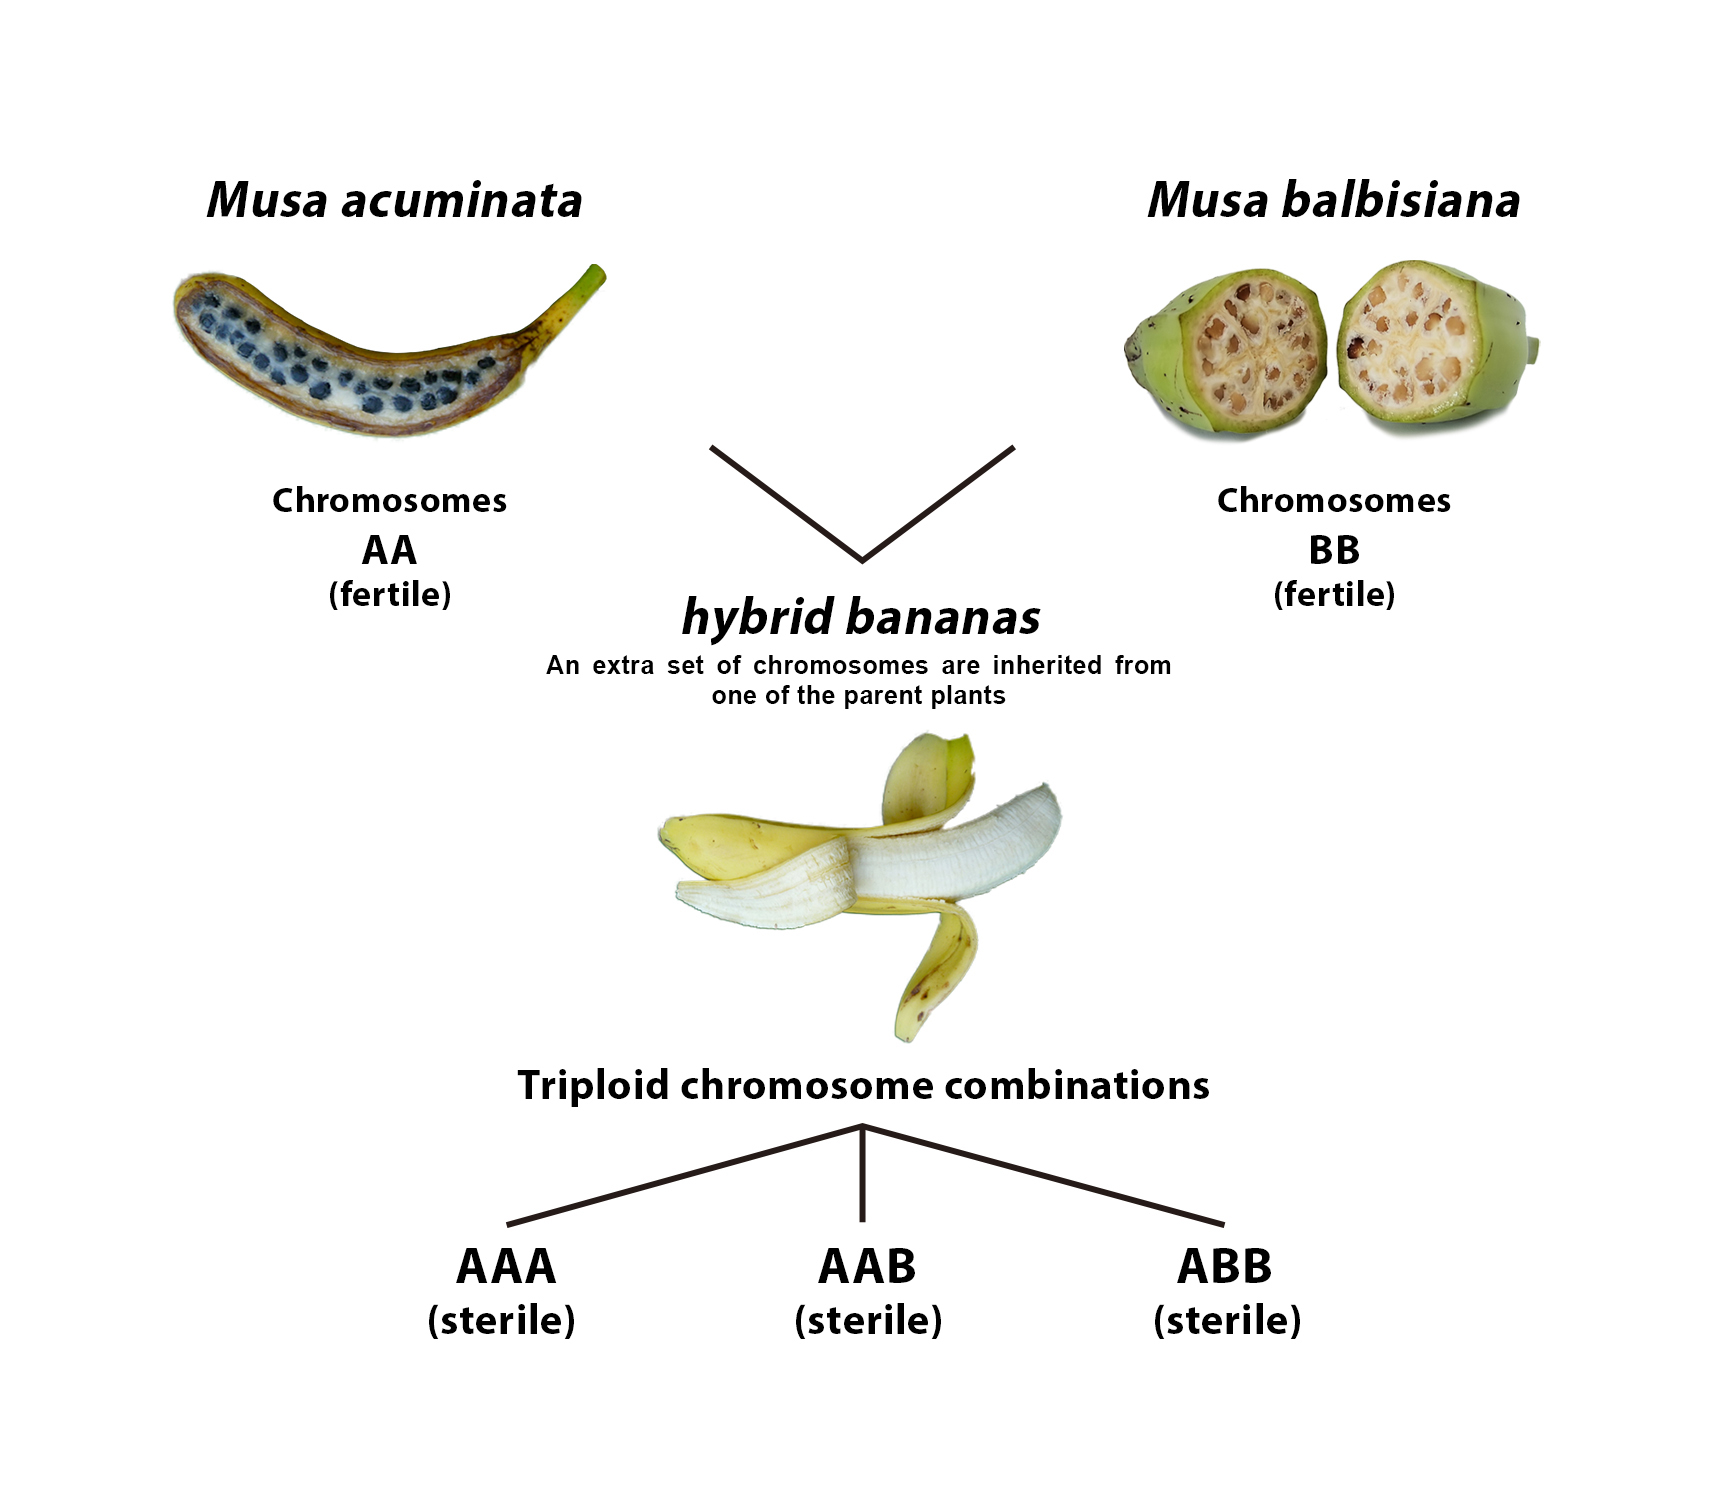 Musa acuminata
Musa balbisiana
Chromosomes
AA
(fertile)
Chromosomes
BB
(fertile)
hybrid bananas
An extra set of chromosomes are inherited from
one of the parent plants
Triploid chromosome combinations
AAA
(sterile)
AAB
(sterile)
ABB
(sterile)